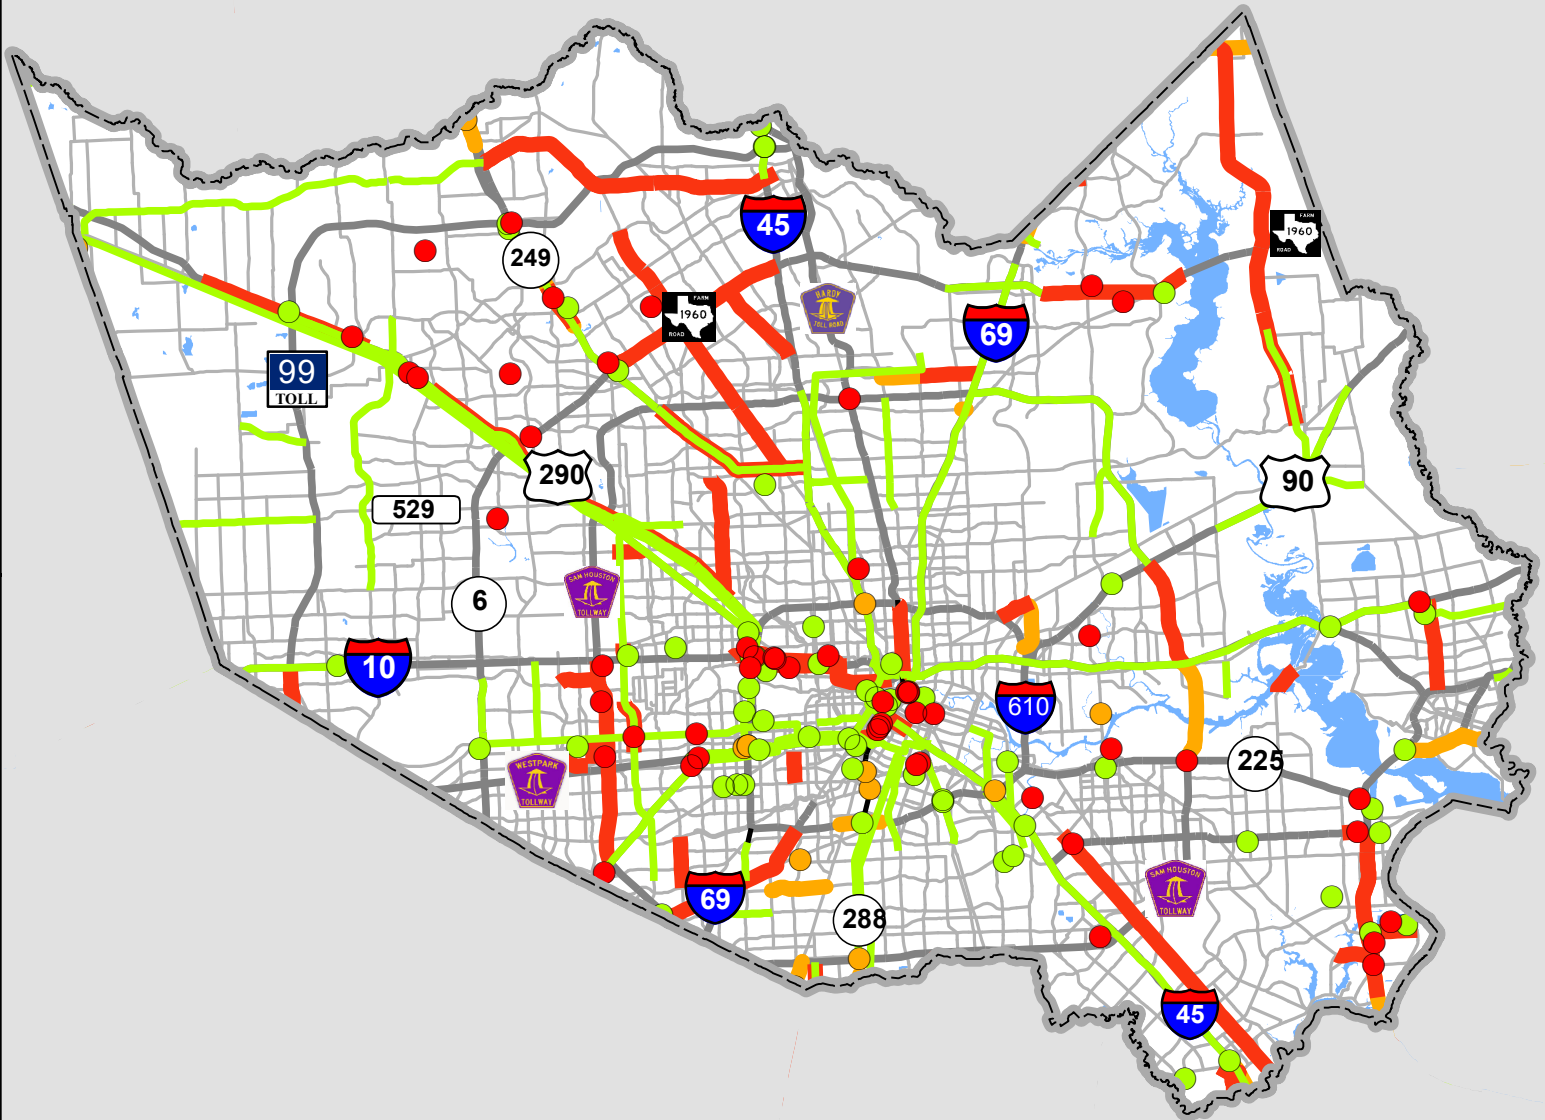 45
FARM
1960
ROAD
249
HARDY
TOLL ROAD
FARM
1960
ROAD
69
99
TOLL
290
90
529
SAM HOUSTON
TOLLWAY
6
10
610
WESTPARK
TOLLWAY
225
SAM HOUSTON
TOLLWAY
69
288
45